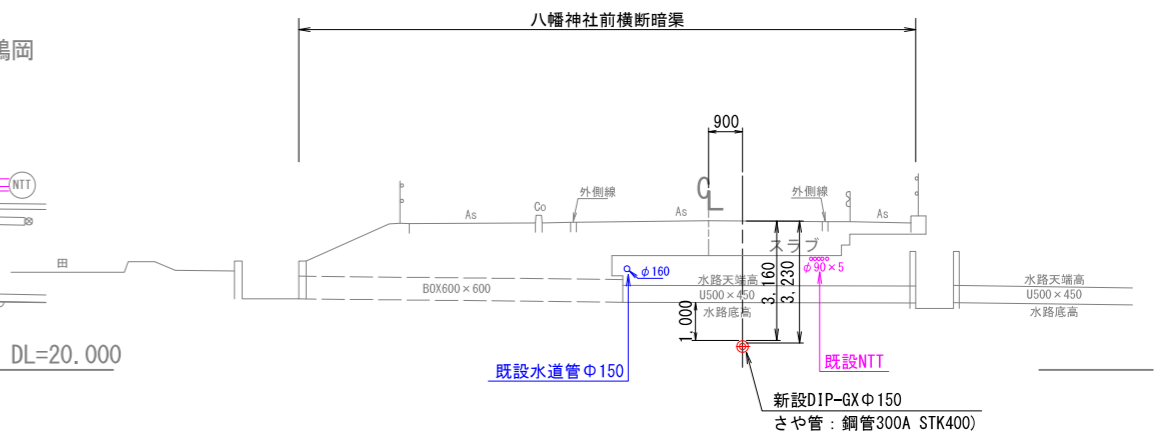 八幡神社前横断暗渠
鶴岡
900
NTT
C
L
外側線
外側線
As
Co
As
As
スラブ
田
φ160
φ90×5
BOX600×600
水路天端高
U500×450
水路底高
水路天端高
U500×450
水路底高
3,160
3,230
1,000
DL=20.000
既設水道管Φ150
既設NTT
新設DIP-GXΦ150
さや管：鋼管300A STK400)